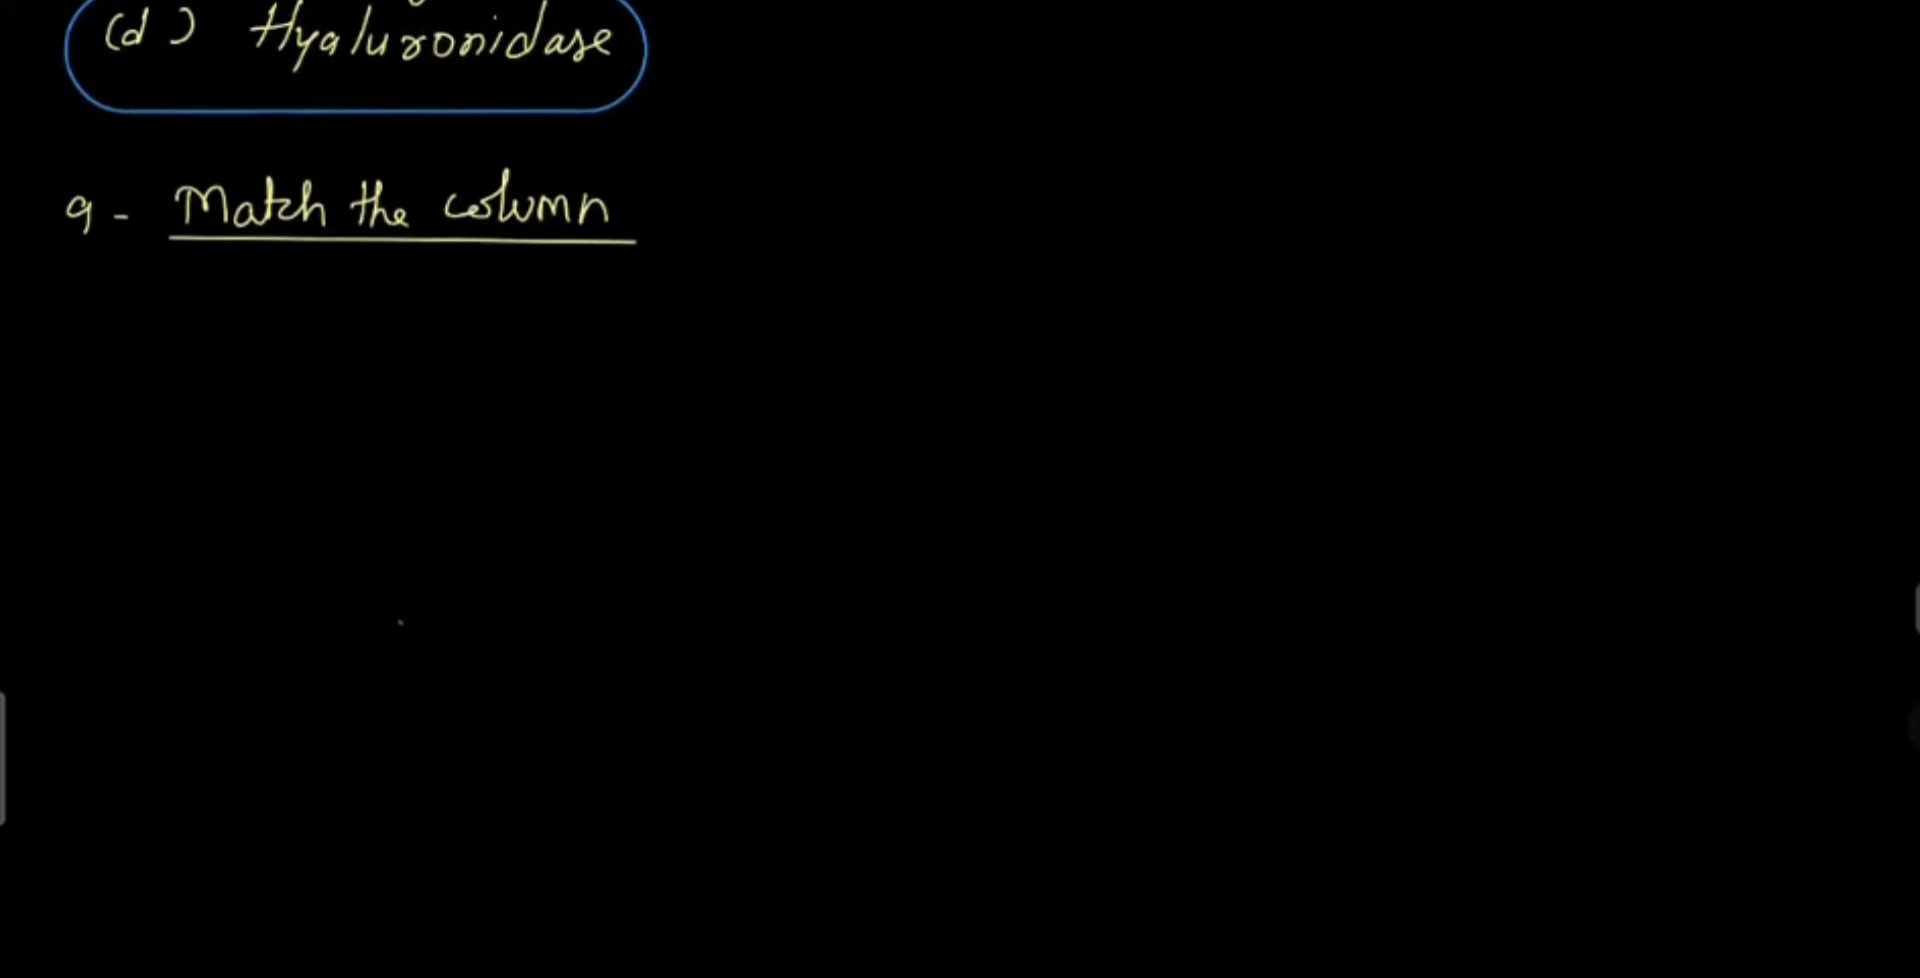 (d) Hyaluronidase
9- Match the column